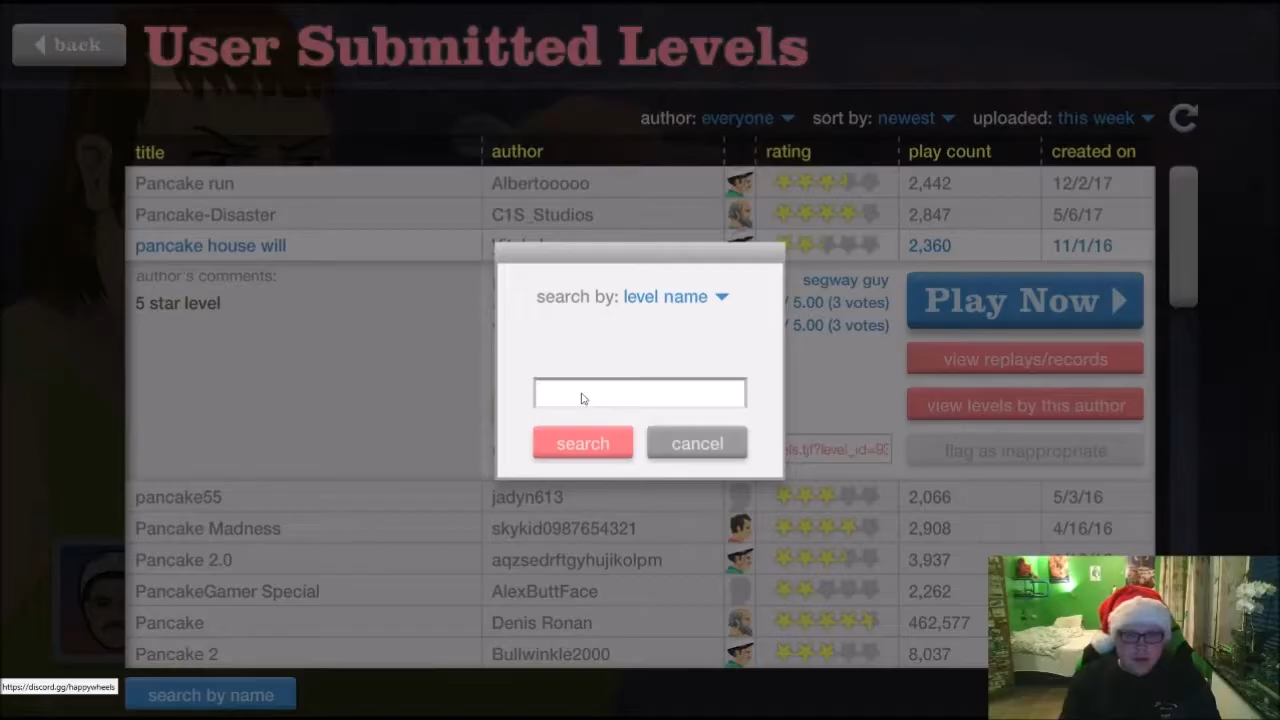 back
User Submitted Levels
author: everyone sort by: newest uploaded: this week
title author rating play count created on
Pancake run Albertooooo 2,442 12/2/17
Pancake-Disaster C1S_Studios 2,847 5/6/17
pancake house will 2,360 11/1/16
author's comments:
5 star level
search by: level name
search cancel
segway guy
/ 5.00 (3 votes)
/ 5.00 (3 votes)
Play Now
view replays/records
view levels by this author
flag as inappropriate
pancake55 jadyn613 2,066 5/3/16
Pancake Madness skykid0987654321 2,908 4/16/16
Pancake 2.0 aqzsedrftgyhujikolpm 3,937
PancakeGamer Special AlexButtFace 2,262
Pancake Denis Ronan 462,577
Pancake 2 Bullwinkle2000 8,037
https://discord.gg/happywheels
search by name